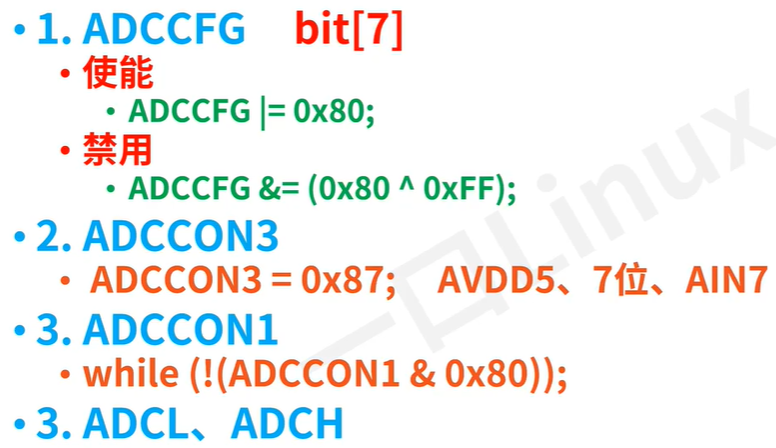 • 1. ADCCFG bit[7]
• 使能
• ADCCFG |= 0x80;
• 禁用
• ADCCFG &= (0x80 ^ 0xFF);
• 2. ADCCON3
• ADCCON3 = 0x87; AVDD5、7位、AIN7
• 3. ADCCON1
• while (!(ADCCON1 & 0x80));
• 3. ADCL、ADCH
一口Linux